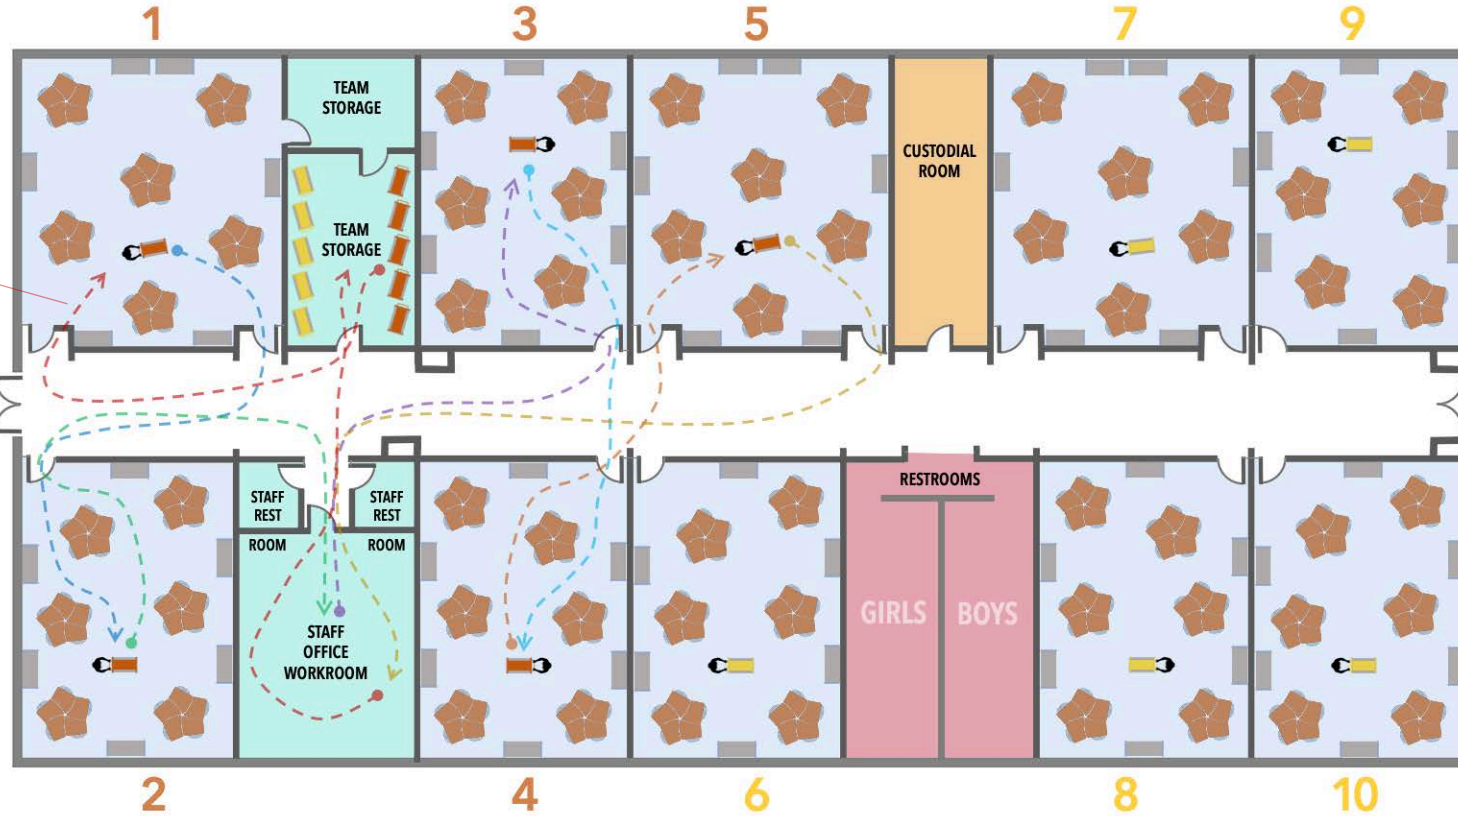 1
3
5
7
9
TEAM
STORAGE
TEAM
STORAGE
CUSTODIAL
ROOM
STAFF
REST
ROOM
STAFF
REST
ROOM
STAFF
OFFICE
WORKROOM
RESTROOMS
GIRLS
BOYS
2
4
6
8
10